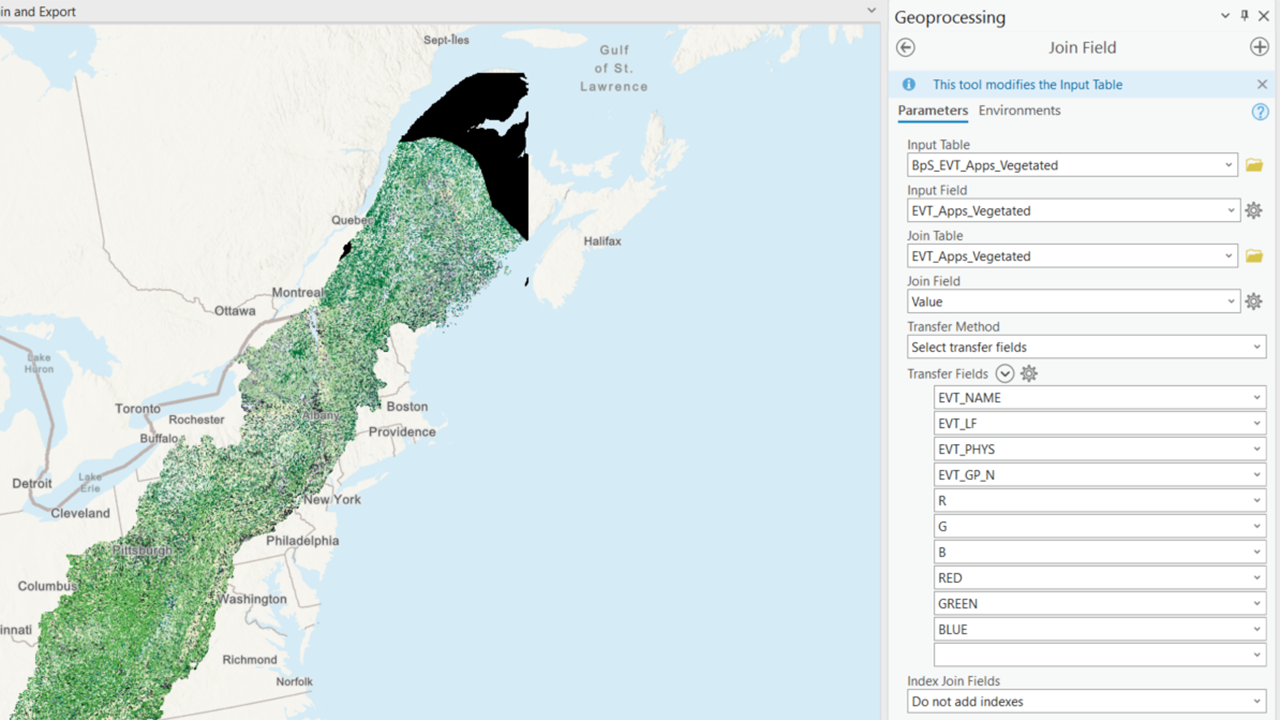 in and Export
Sept-Îles
Gulf
of St.
Lawrence
Quebec
Halifax
Montreal
Ottawa
Lake
Huron
Toronto
Rochester
Albany
Boston
Buffalo
Providence
Detroit
Lake
Erie
New York
Cleveland
Philadelphia
Pittsburgh
Columbus
Washington
innati
Richmond
Norfolk
Geoprocessing
Join Field
This tool modifies the Input Table
Parameters Environments
Input Table
BpS_EVT_Apps_Vegetated
Input Field
EVT_Apps_Vegetated
Join Table
EVT_Apps_Vegetated
Join Field
Value
Transfer Method
Select transfer fields
Transfer Fields
EVT_NAME
EVT_LF
EVT_PHYS
EVT_GP_N
R
G
B
RED
GREEN
BLUE
Index Join Fields
Do not add indexes